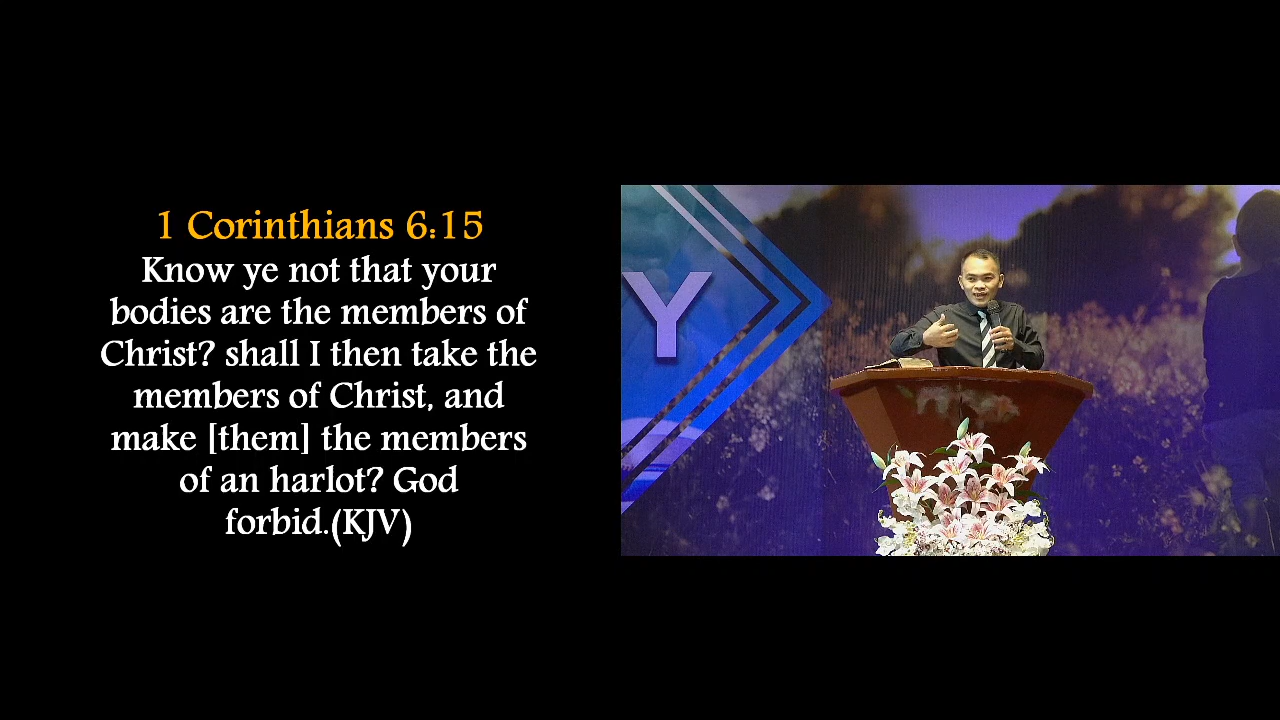 1 Corinthians 6:15
Know ye not that your
bodies are the members of
Christ? shall I then take the
members of Christ, and
make [them] the members
of an harlot? God
forbid.(KJV)
Y